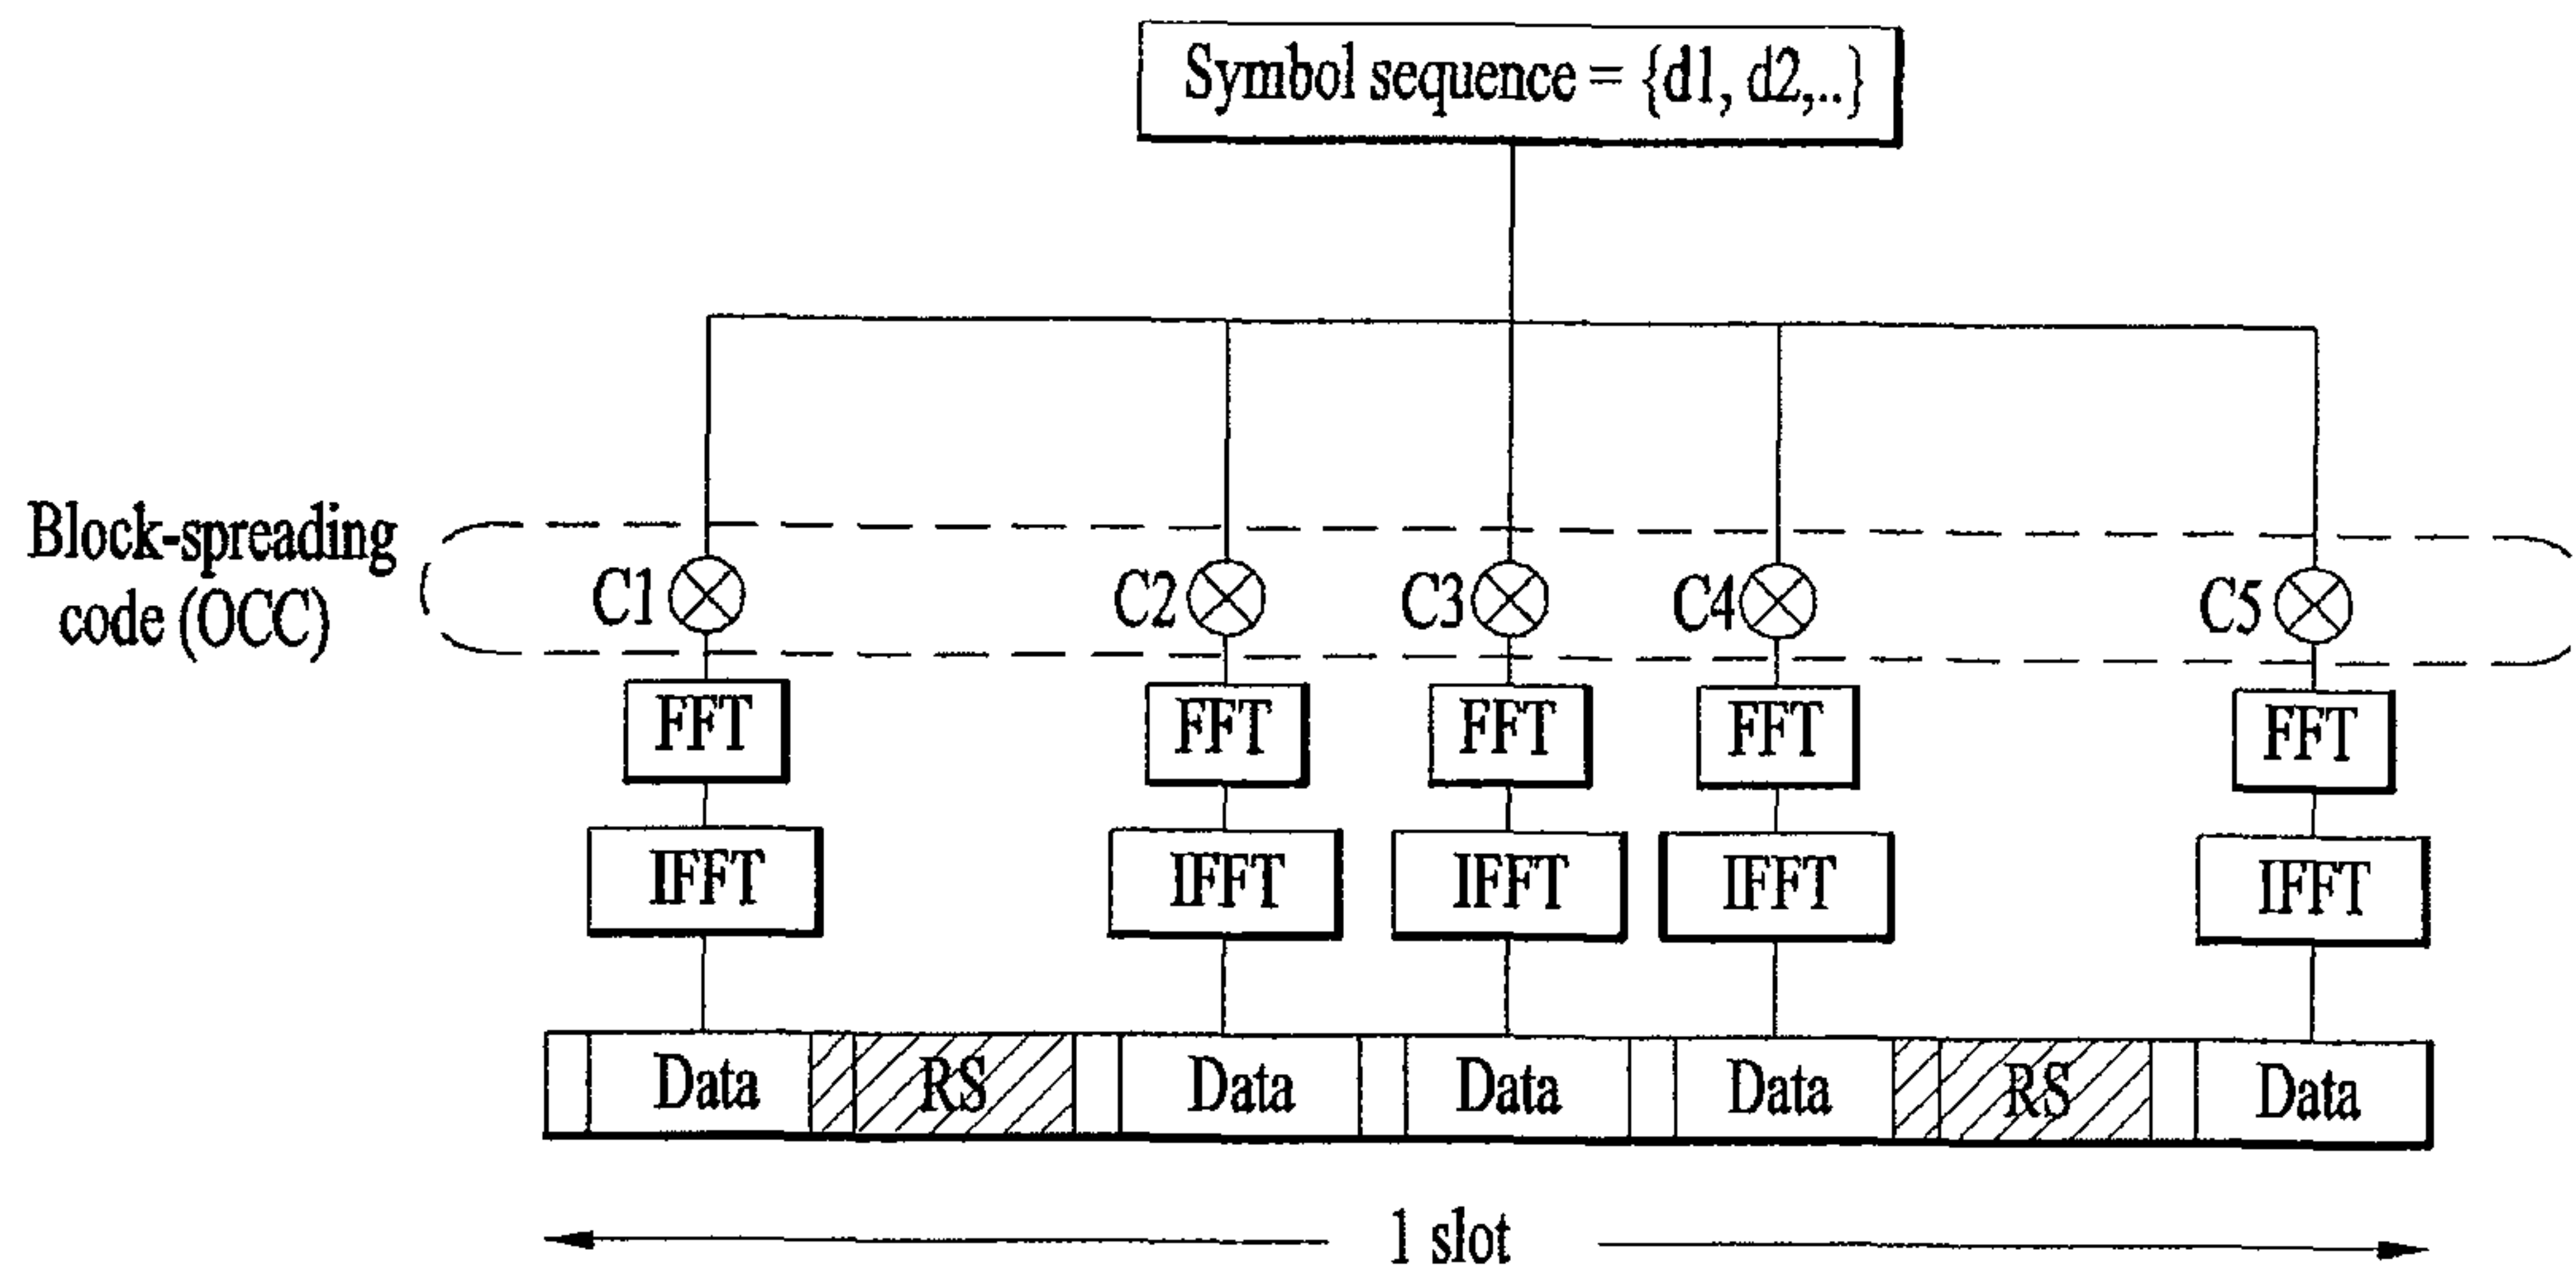 Symbol sequence = {d1, d2,..}
Block-spreading
code (OCC)
C1
C2
C3
C4
C5
FFT
FFT
FFT
FFT
FFT
IFFT
IFFT
IFFT
IFFT
IFFT
Data
RS
Data
Data
Data
RS
Data
1 slot